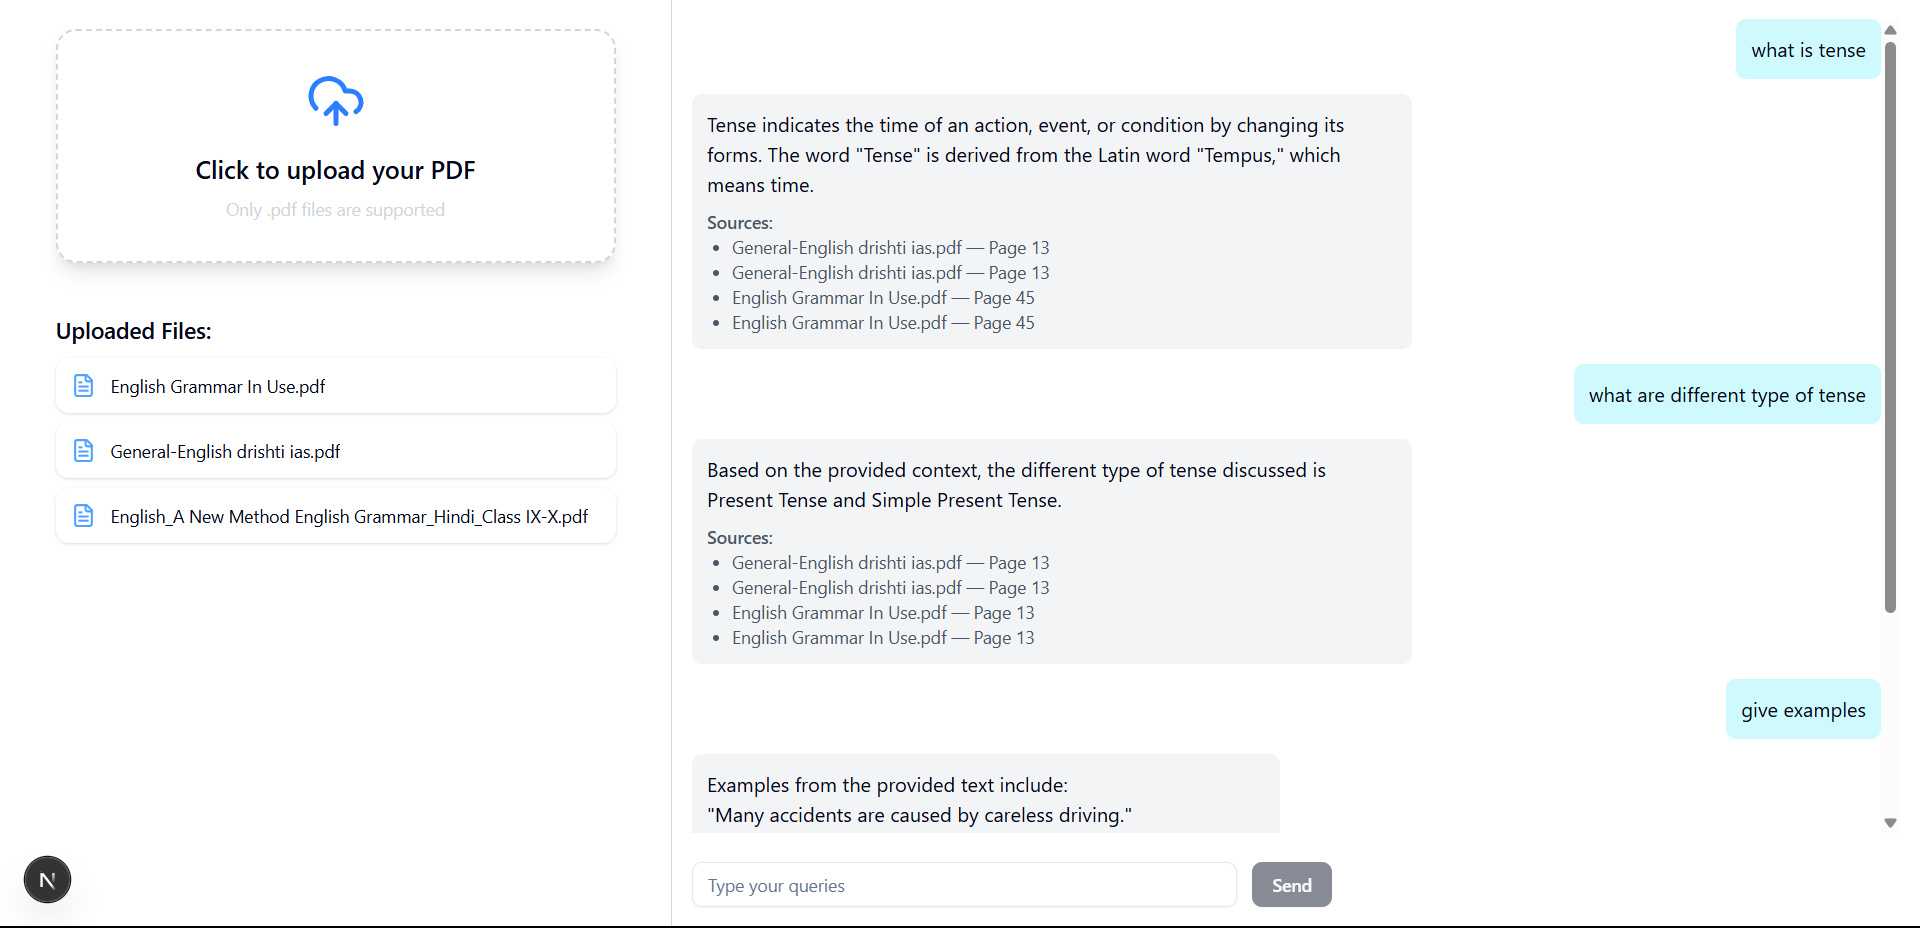 Click to upload your PDF
Only .pdf files are supported
Uploaded Files:
English Grammar In Use.pdf
General-English drishti ias.pdf
English_A New Method English Grammar_Hindi_Class IX-X.pdf
N
what is tense
Tense indicates the time of an action, event, or condition by changing its
forms. The word "Tense" is derived from the Latin word "Tempus," which
means time.
Sources:
• General-English drishti ias.pdf — Page 13
• General-English drishti ias.pdf — Page 13
• English Grammar In Use.pdf — Page 45
• English Grammar In Use.pdf — Page 45
what are different type of tense
Based on the provided context, the different type of tense discussed is
Present Tense and Simple Present Tense.
Sources:
• General-English drishti ias.pdf — Page 13
• General-English drishti ias.pdf — Page 13
• English Grammar In Use.pdf — Page 13
• English Grammar In Use.pdf — Page 13
give examples
Examples from the provided text include:
"Many accidents are caused by careless driving."
Type your queries
Send